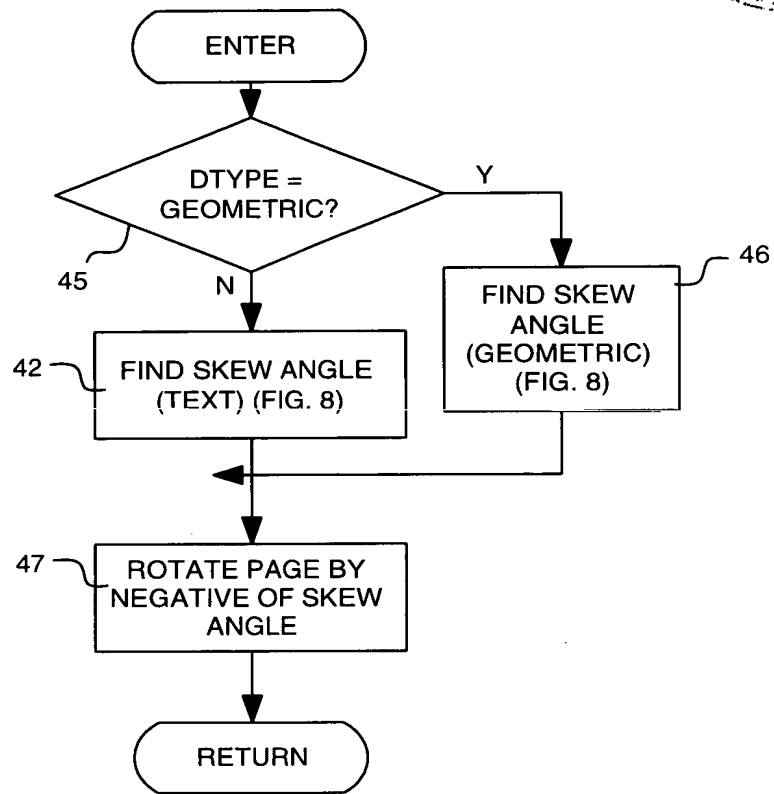 ENTER
DTYPE =
GEOMETRIC?
Y
45
N
46
FIND SKEW
ANGLE
(GEOMETRIC)
(FIG. 8)
42
FIND SKEW ANGLE
(TEXT) (FIG. 8)
47
ROTATE PAGE BY
NEGATIVE OF SKEW
ANGLE
RETURN